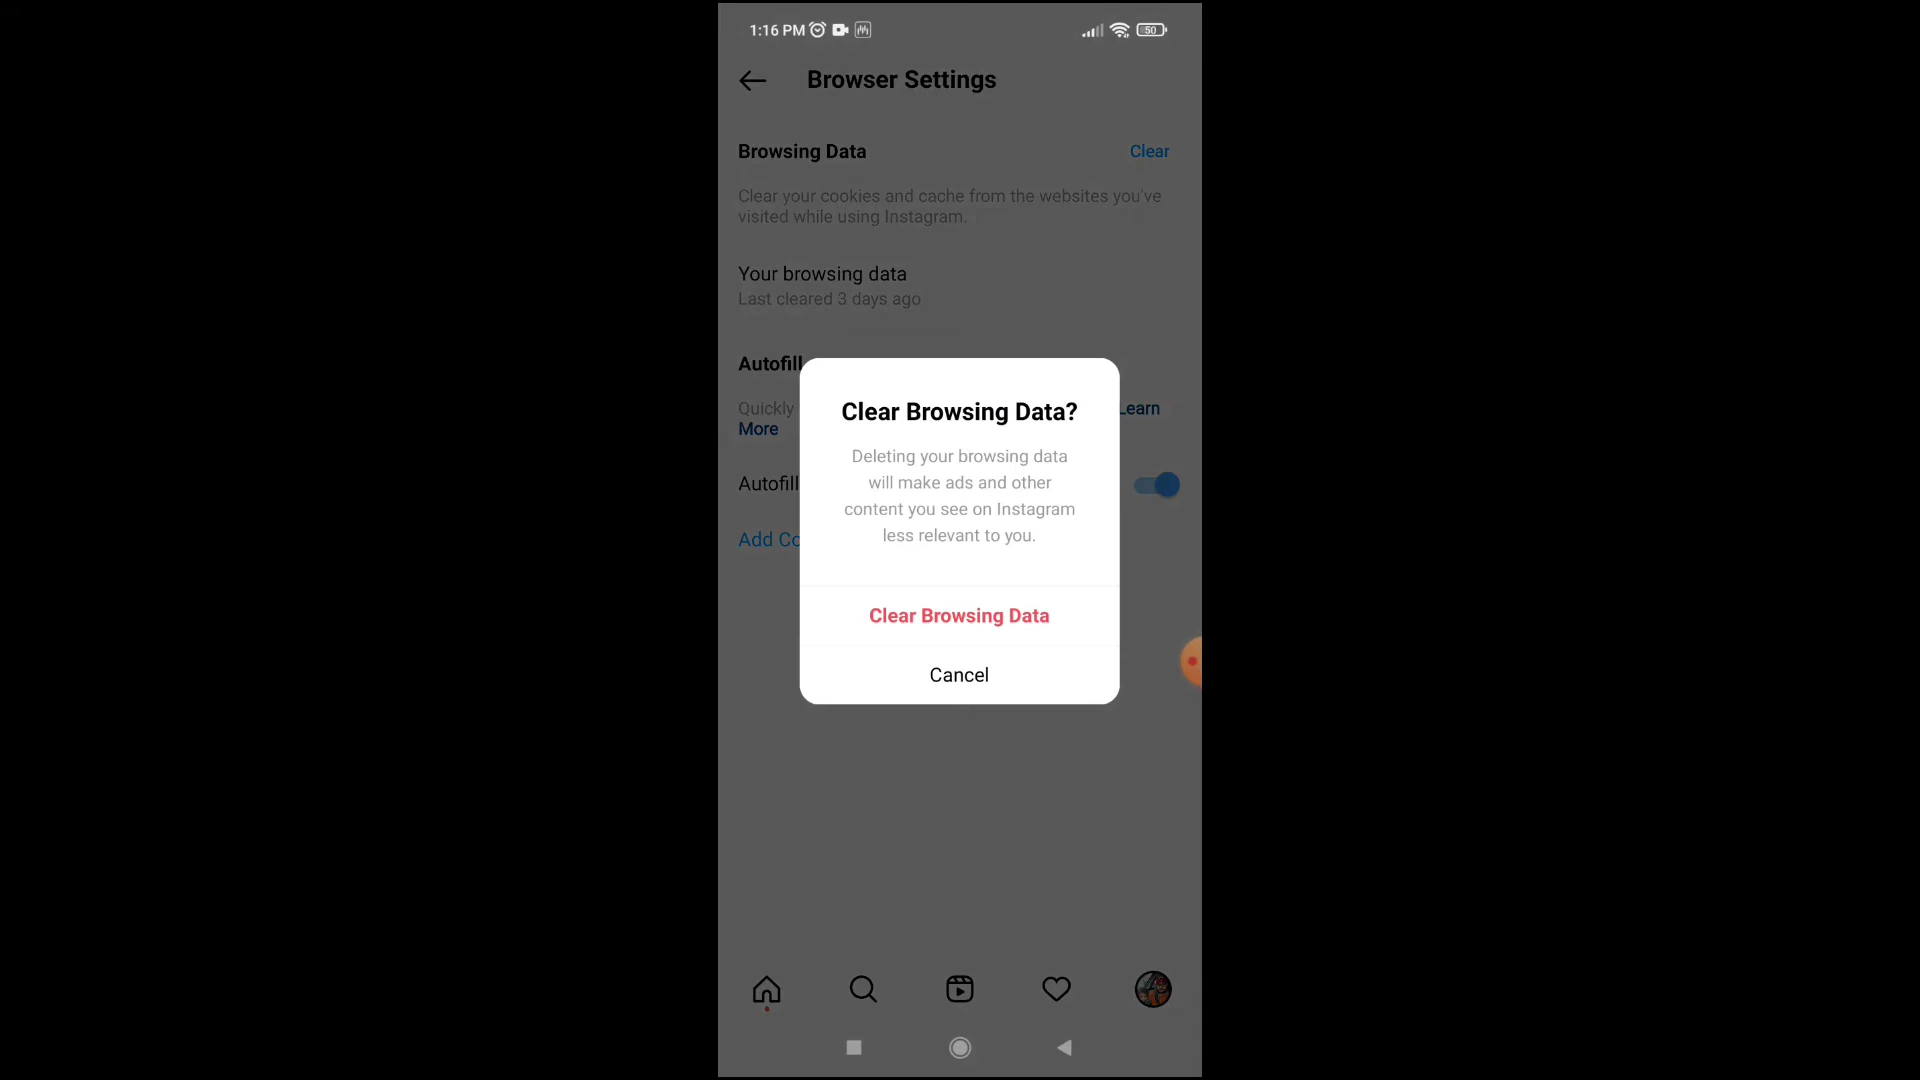 1:16 PM
50
Browser Settings
Browsing Data
Clear
Clear your cookies and cache from the websites you've
visited while using Instagram.
Your browsing data
Last cleared 3 days ago
Autofill
Quickly
Learn
More
Autofill
Add Co
Clear Browsing Data?
Deleting your browsing data
will make ads and other
content you see on Instagram
less relevant to you.
Clear Browsing Data
Cancel